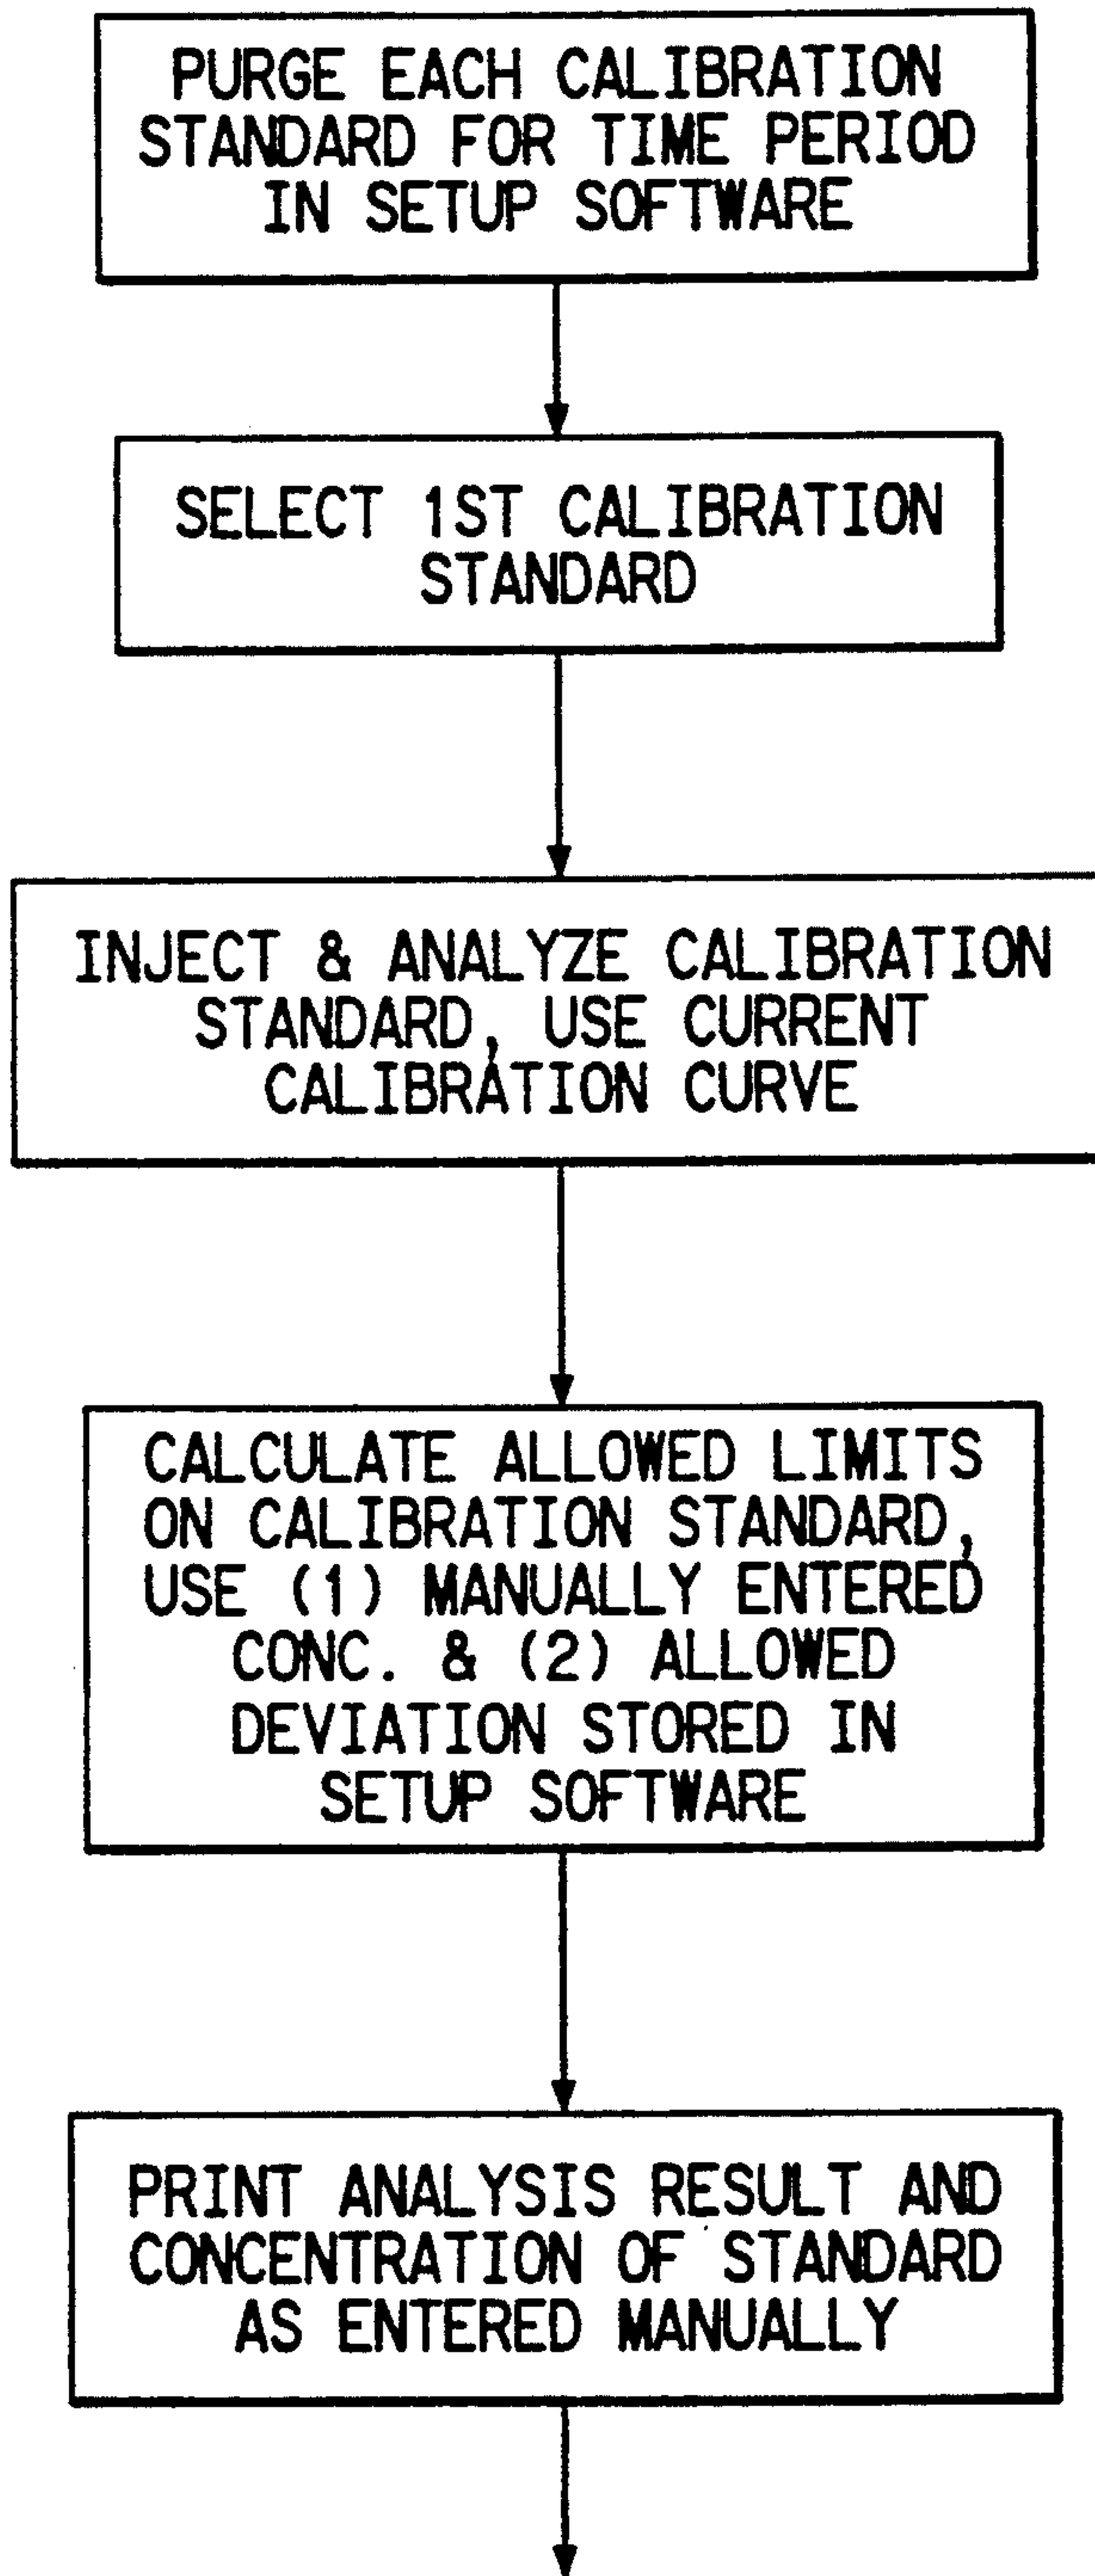 PURGE EACH CALIBRATION
STANDARD FOR TIME PERIOD
IN SETUP SOFTWARE
SELECT 1ST CALIBRATION
STANDARD
INJECT & ANALYZE CALIBRATION
STANDARD, USE CURRENT
CALIBRATION CURVE
CALCULATE ALLOWED LIMITS
ON CALIBRATION STANDARD,
USE (1) MANUALLY ENTERED
CONC. & (2) ALLOWED
DEVIATION STORED IN
SETUP SOFTWARE
PRINT ANALYSIS RESULT AND
CONCENTRATION OF STANDARD
AS ENTERED MANUALLY